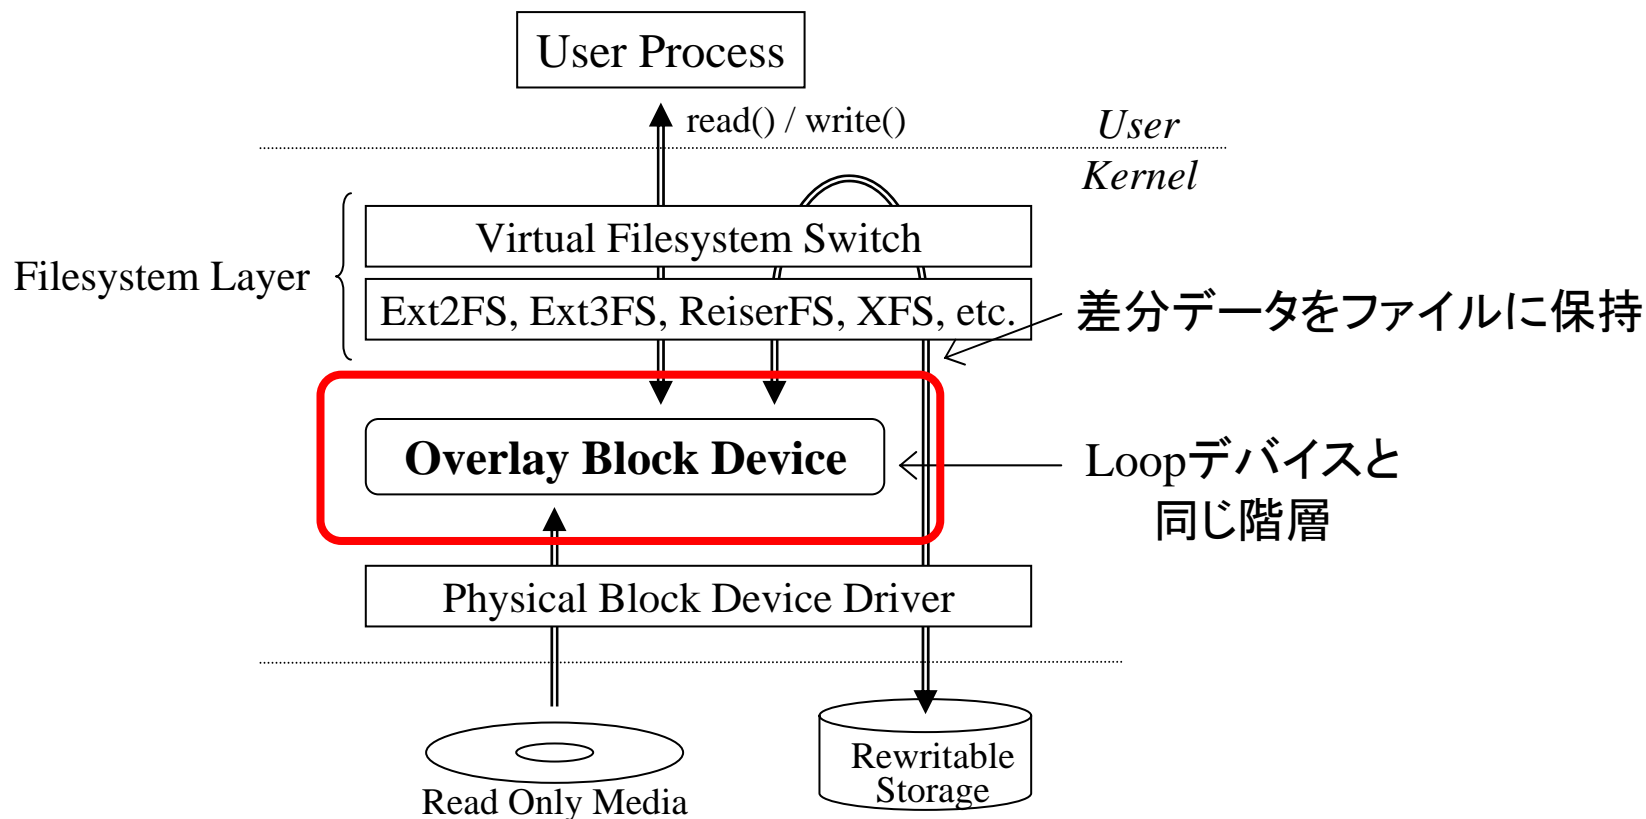 User Process
read() / write()
User
Kernel
Virtual Filesystem Switch
Filesystem Layer
Ext2FS, Ext3FS, ReiserFS, XFS, etc.
差分データをファイルに保持
Overlay Block Device
Loopデバイスと
同じ階層
Physical Block Device Driver
Rewritable
Storage
Read Only Media